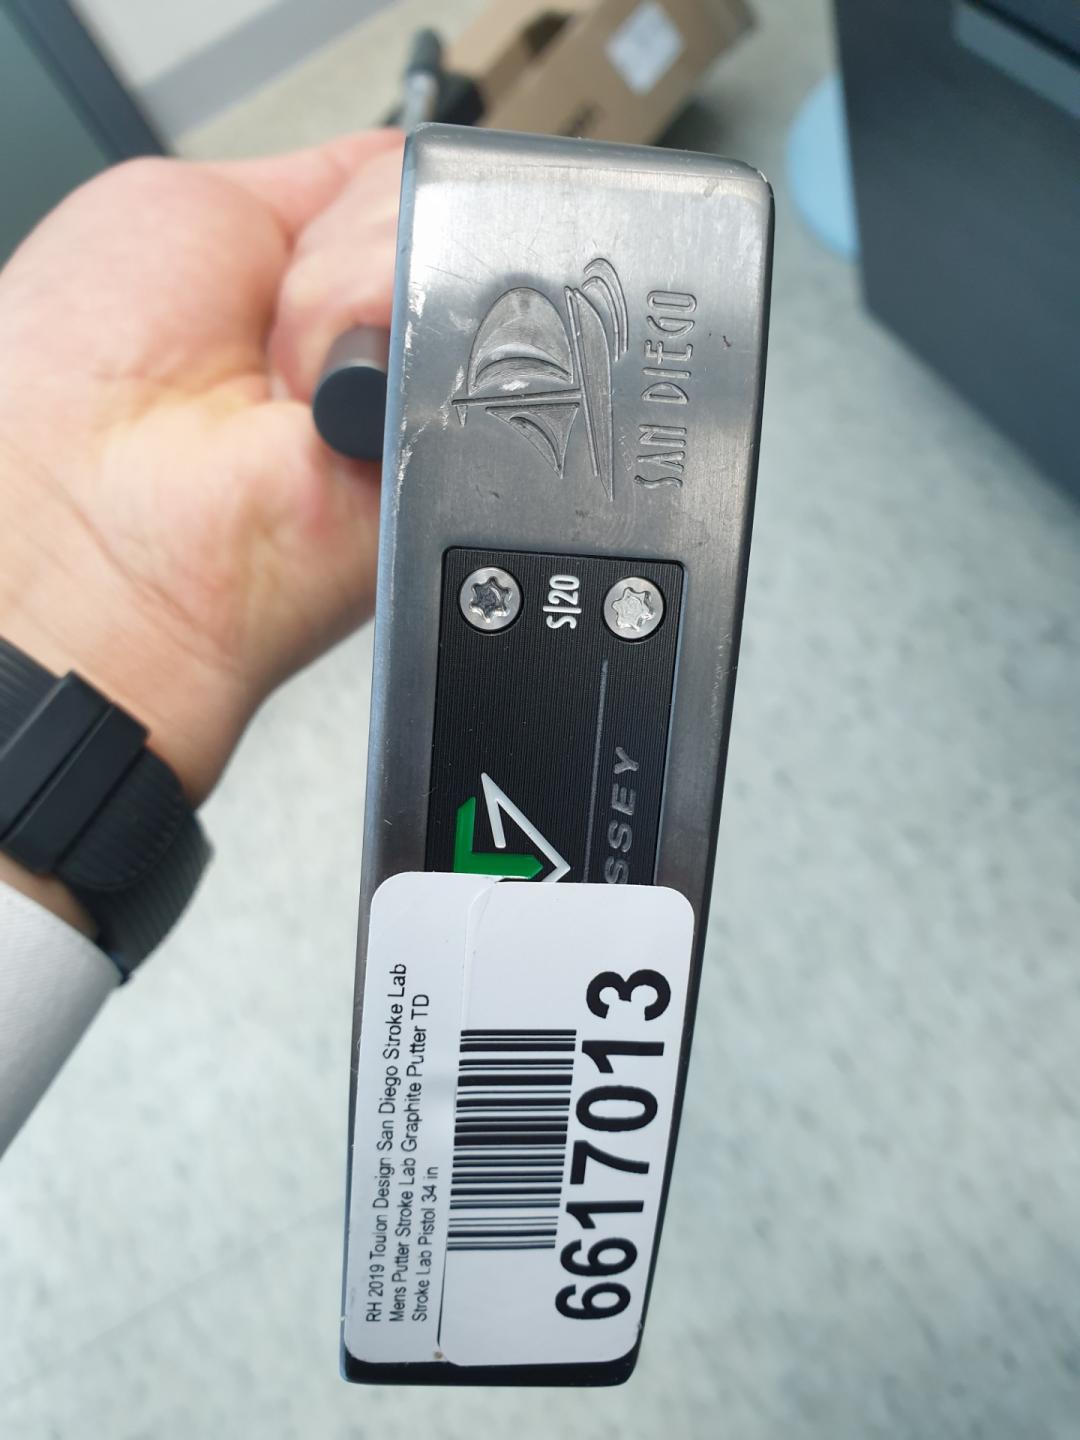 SAN DIEGO
S|20
SSEY
RH 2019 Toulon Design San Diego Stroke Lab
Mens Putter Stroke Lab Graphite Putter TD
Stroke Lab Pistol 34 in
6617013